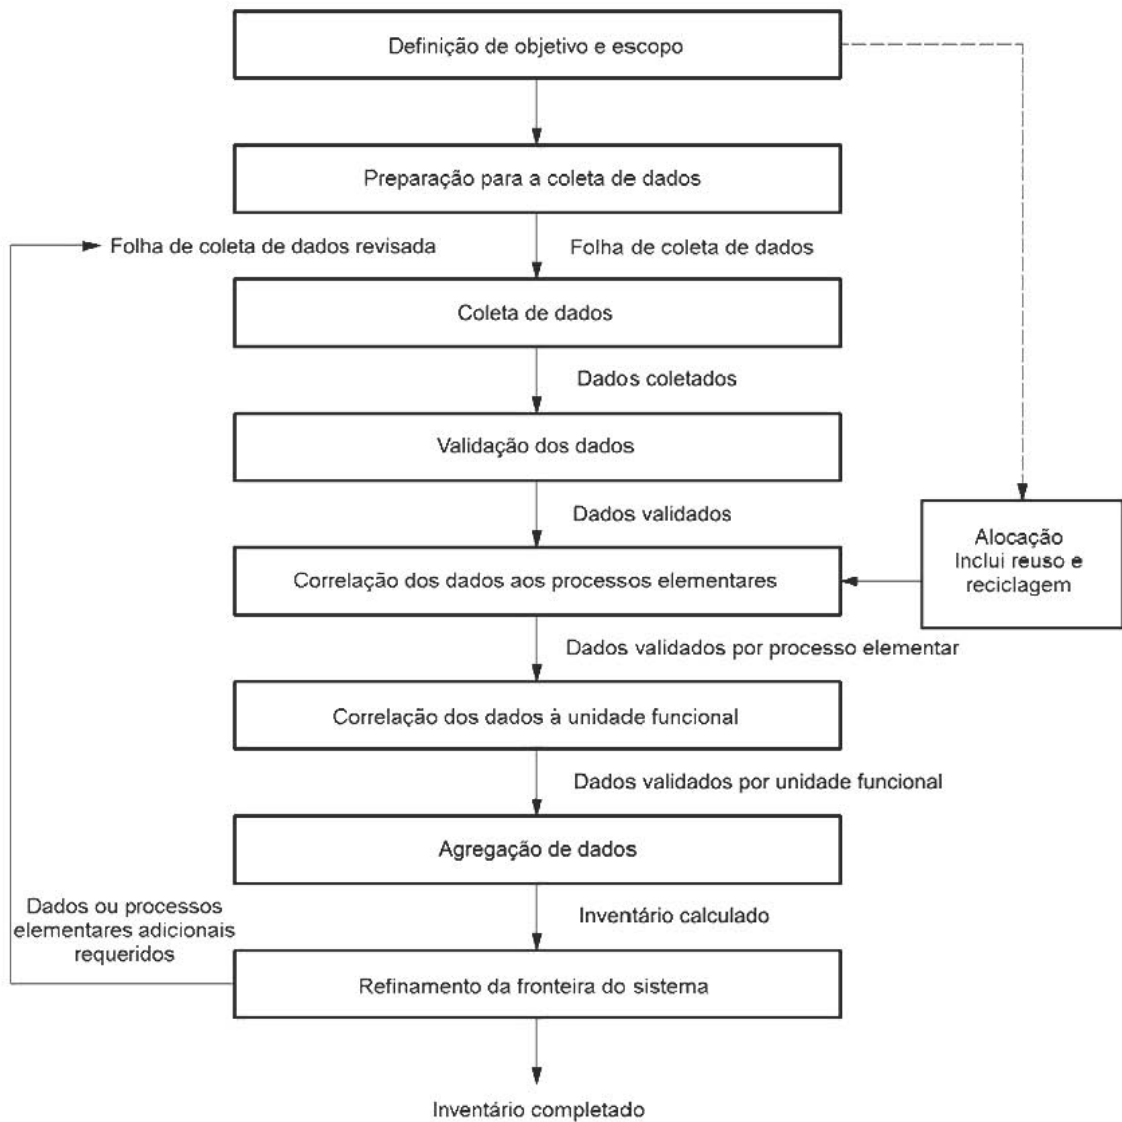 Definição de objetivo e escopo
Preparação para a coleta de dados
Folha de coleta de dados revisada
Folha de coleta de dados
Coleta de dados
Dados coletados
Validação dos dados
Dados validados
Alocação
Inclui reuso e
reciclagem
Correlação dos dados aos processos elementares
Dados validados por processo elementar
Correlação dos dados à unidade funcional
Dados validados por unidade funcional
Agregação de dados
Dados ou processos
elementares adicionais
requeridos
Inventário calculado
Refinamento da fronteira do sistema
Inventário completado